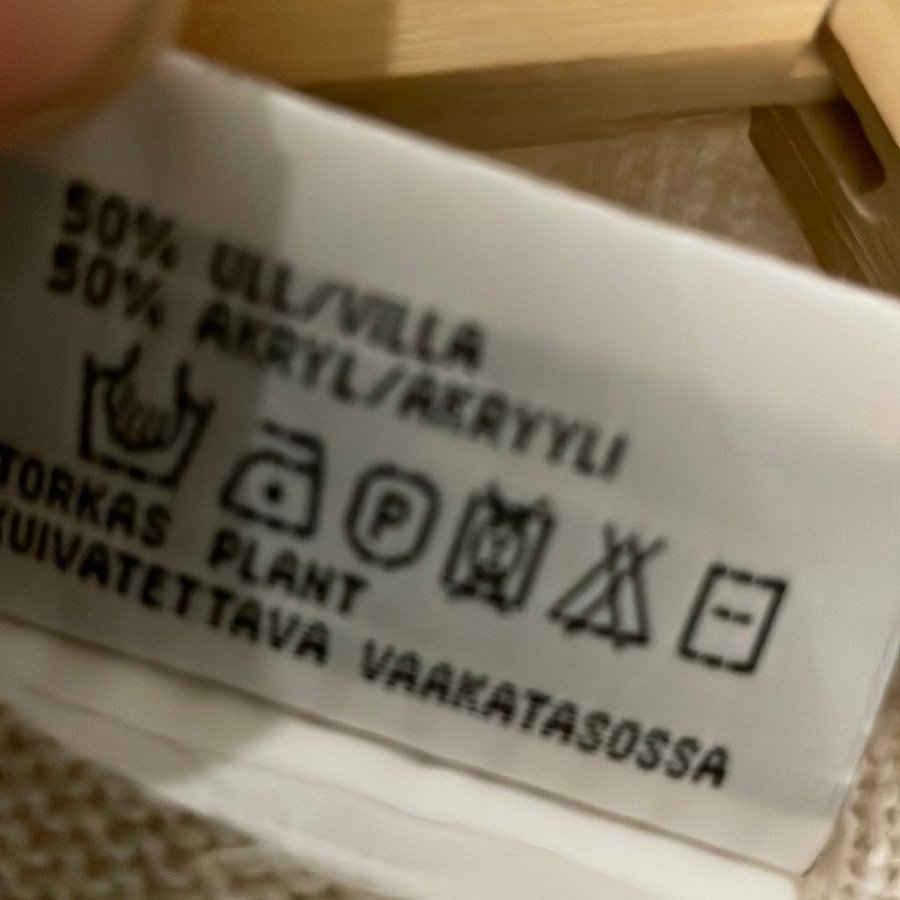 50% ULL/VILLA
50% AKRYL/AKRYYLI
P
TORKAS PLANT
KUIVATETTAVA VAAKATASOSSA